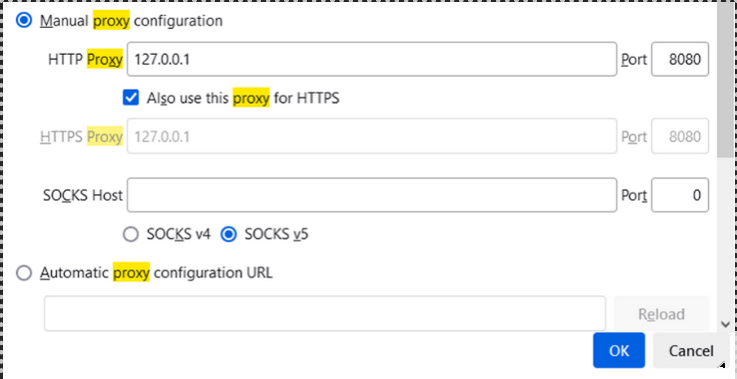 Manual proxy configuration
HTTP Proxy 127.0.0.1 Port 8080
Also use this proxy for HTTPS
HTTPS Proxy 127.0.0.1 Port 8080
SOCKS Host Port 0
SOCKS v4 SOCKS v5
Automatic proxy configuration URL
Reload
OK Cancel